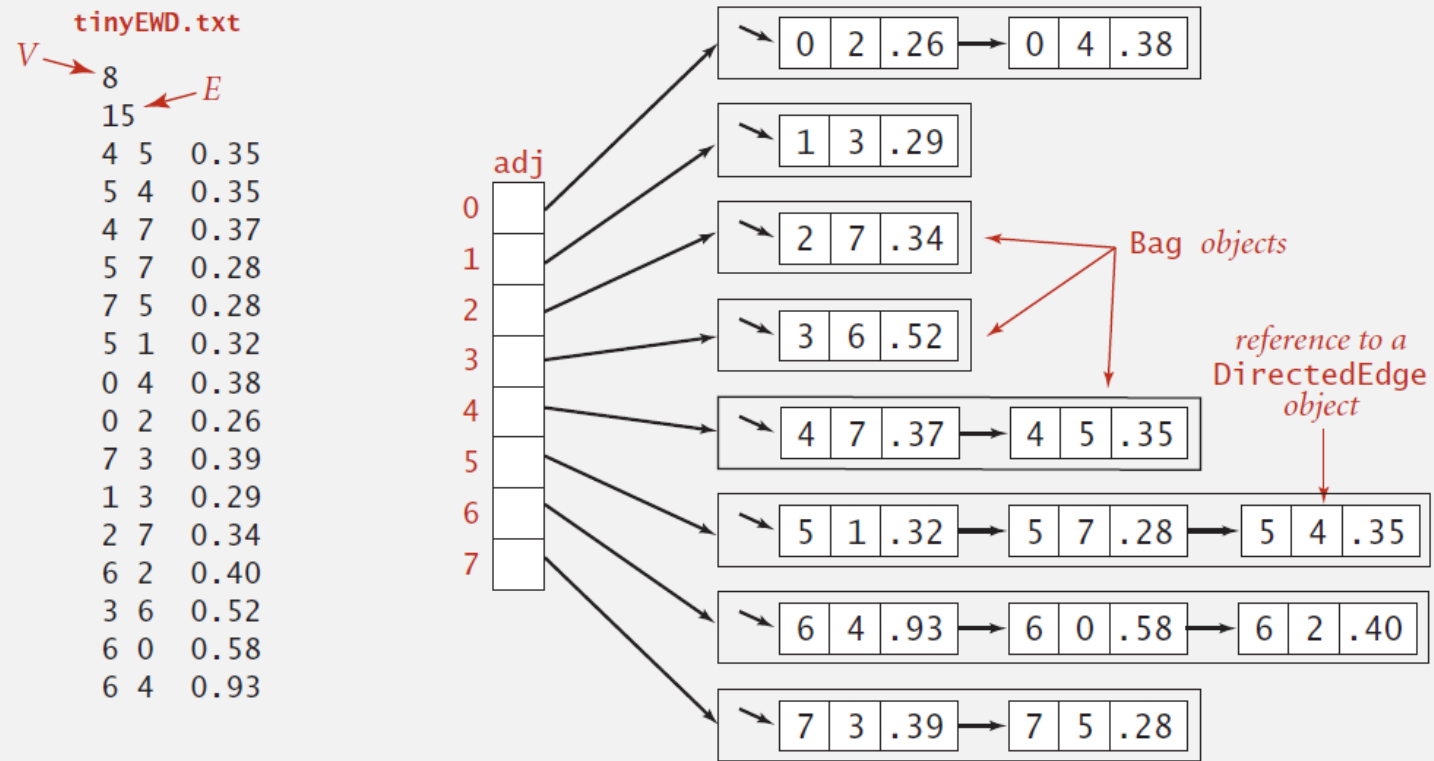 tinyEWD.txt
V
8
E
15
4 5 0.35
5 4 0.35
4 7 0.37
5 7 0.28
7 5 0.28
5 1 0.32
0 4 0.38
0 2 0.26
7 3 0.39
1 3 0.29
2 7 0.34
6 2 0.40
3 6 0.52
6 0 0.58
6 4 0.93
adj
0
1
2
3
4
5
6
7
0 2 .26 0 4 .38
1 3 .29
2 7 .34
3 6 .52
4 7 .37 4 5 .35
5 1 .32 5 7 .28 5 4 .35
6 4 .93 6 0 .58 6 2 .40
7 3 .39 7 5 .28
Bag objects
reference to a
DirectedEdge
object